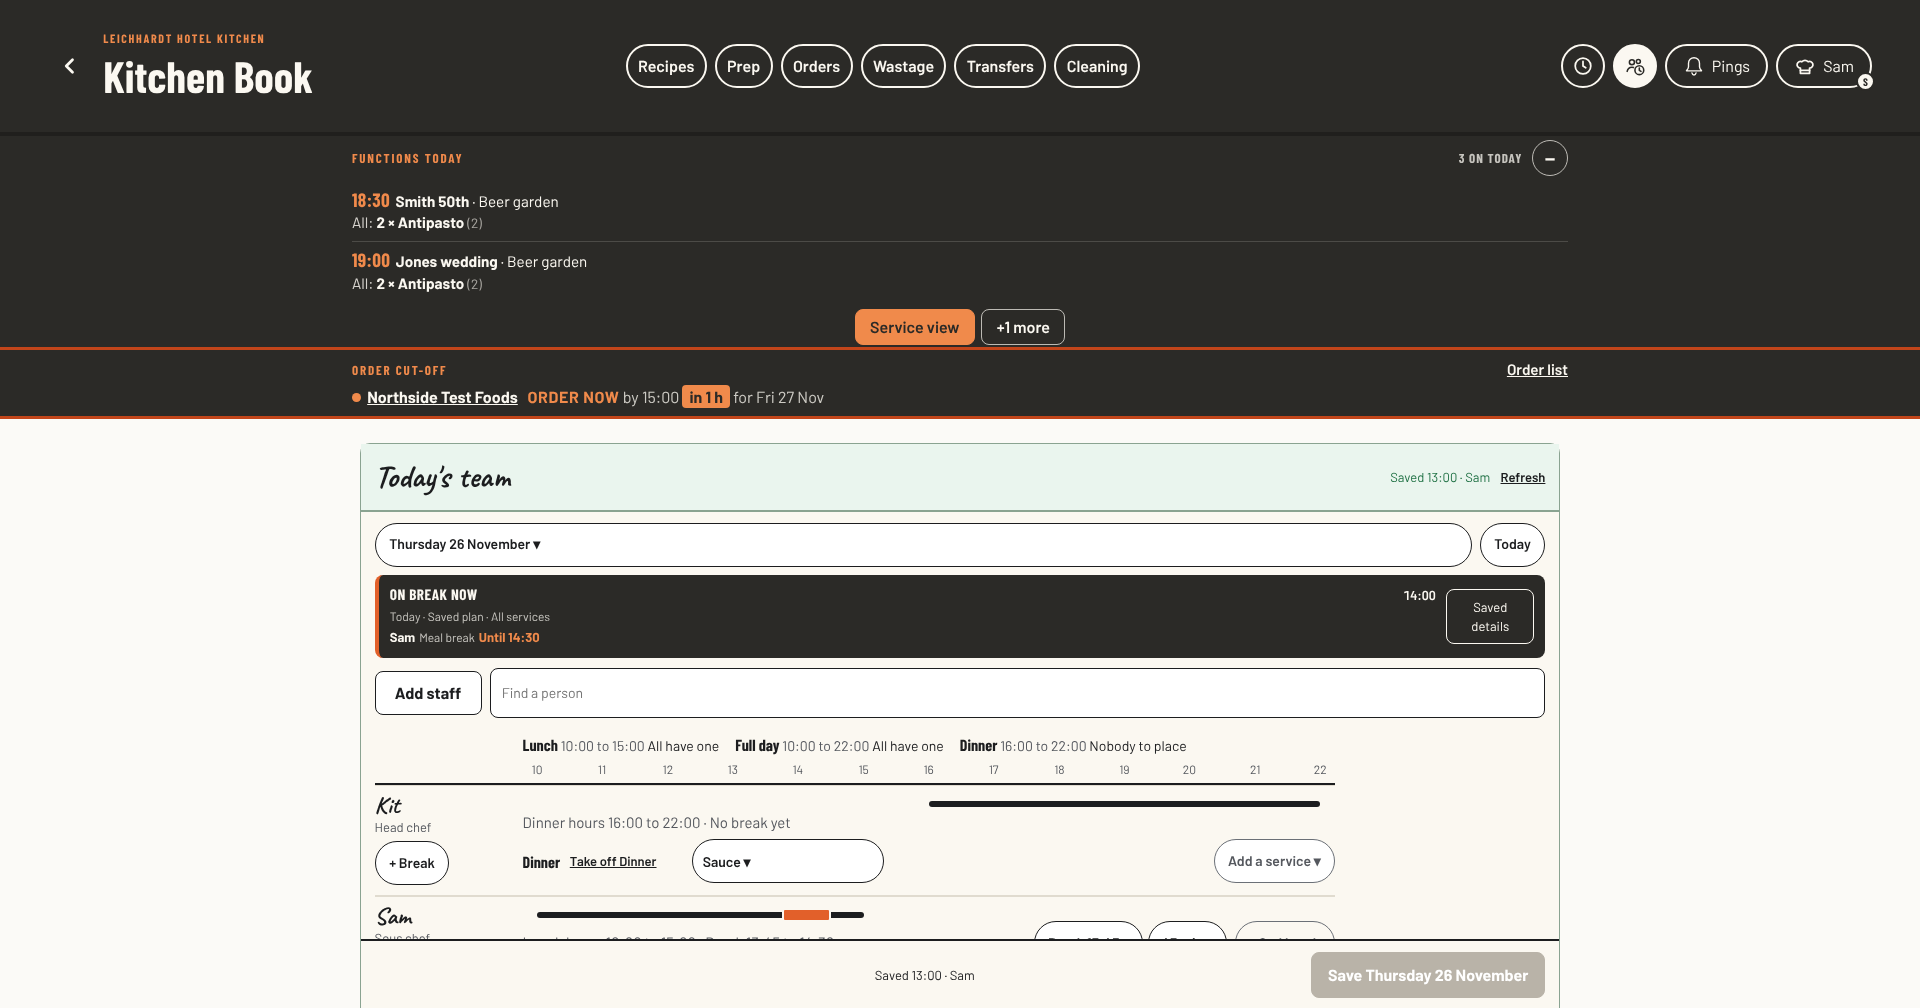 LEICHHARDT HOTEL KITCHEN
Kitchen Book
Recipes Prep Orders Wastage Transfers Cleaning
Pings Sam $
FUNCTIONS TODAY
3 ON TODAY –
18:30 Smith 50th · Beer garden
All: 2 × Antipasto (2)
19:00 Jones wedding · Beer garden
All: 2 × Antipasto (2)
Service view +1 more
ORDER CUT-OFF Order list
Northside Test Foods ORDER NOW by 15:00 in 1 h for Fri 27 Nov
Today's team
Saved 13:00 · Sam Refresh
Thursday 26 November ▾ Today
ON BREAK NOW
Today · Saved plan · All services
Sam Meal break Until 14:30
14:00
Saved
details
Add staff Find a person
Lunch 10:00 to 15:00 All have one Full day 10:00 to 22:00 All have one Dinner 16:00 to 22:00 Nobody to place
10 11 12 13 14 15 16 17 18 19 20 21 22
Kit
Head chef
Dinner hours 16:00 to 22:00 · No break yet
+ Break
Dinner Take off Dinner Sauce ▾ Add a service ▾
Sam
Sous chef
Saved 13:00 · Sam
Save Thursday 26 November